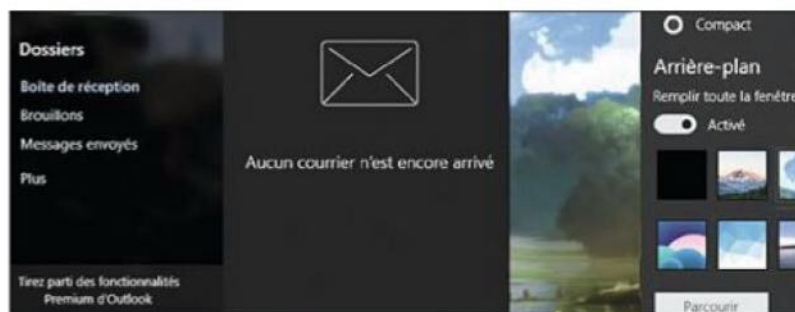 Dossiers
Boîte de réception
Brouillons
Messages envoyés
Plus
Tirez parti des fonctionnalités
Premium d'Outlook
Aucun courrier n'est encore arrivé
Compact
Arrière-plan
Remplir toute la fenêtre
Activé
Parcourir